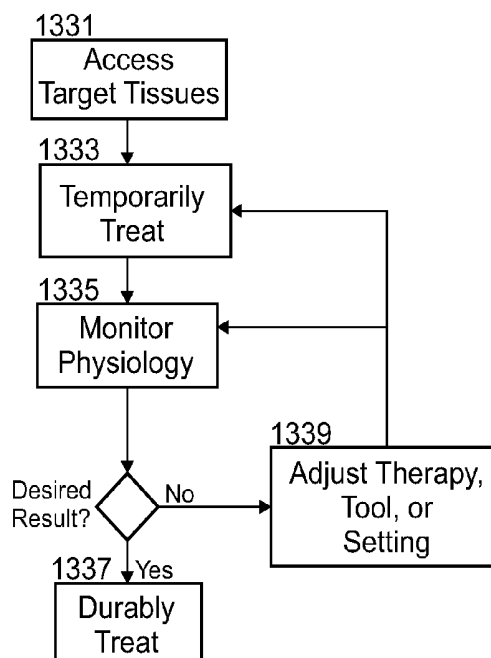 1331
Access
Target Tissues
1333
Temporarily
Treat
1335
Monitor
Physiology
Desired
Result?
No
1339
Adjust Therapy,
Tool, or
Setting
1337
Yes
Durably
Treat